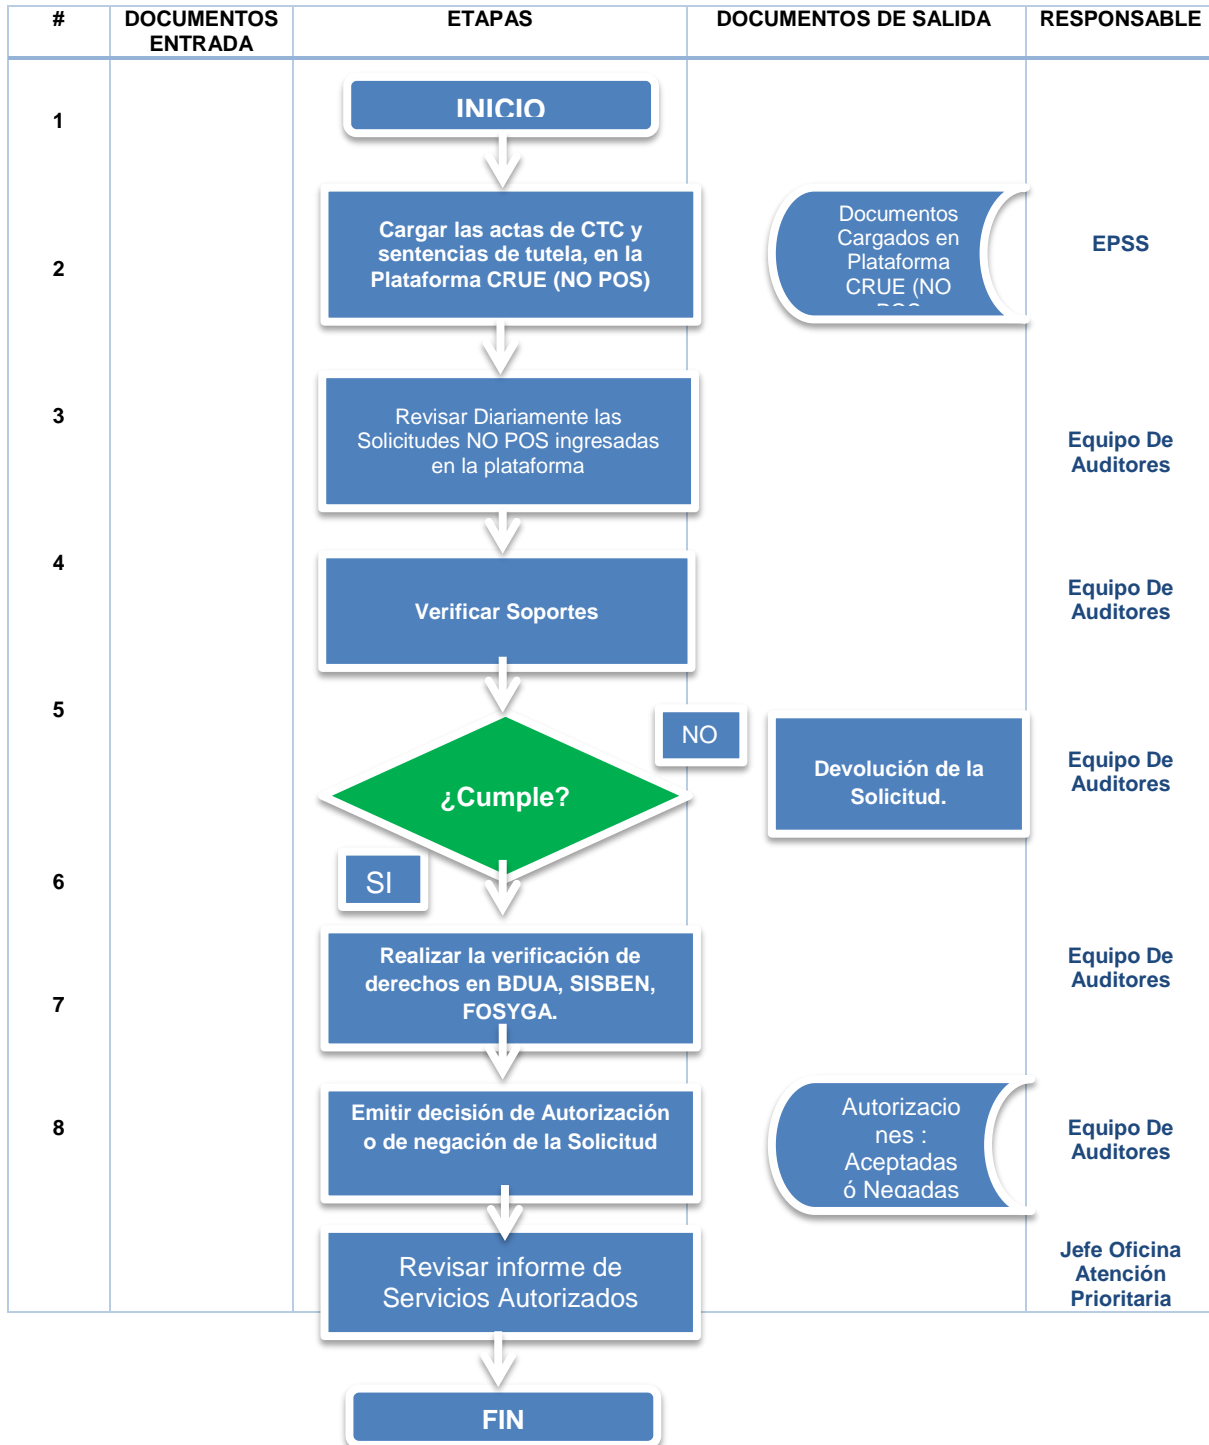 #
DOCUMENTOS
ENTRADA
ETAPAS
DOCUMENTOS DE SALIDA
RESPONSABLE
1
INICIO
2
Cargar las actas de CTC y
sentencias de tutela, en la
Plataforma CRUE (NO POS)
Documentos
Cargados en
Plataforma
CRUE (NO
POS
EPSS
3
Revisar Diariamente las
Solicitudes NO POS ingresadas
en la plataforma
Equipo De
Auditores
4
Verificar Soportes
Equipo De
Auditores
5
¿Cumple?
NO
Devolución de la
Solicitud.
Equipo De
Auditores
6
SI
Realizar la verificación de
derechos en BDUA, SISBEN,
FOSYGA.
Equipo De
Auditores
7
Emitir decisión de Autorización
o de negación de la Solicitud
8
Autorizacio
nes :
Aceptadas
ó Negadas
Equipo De
Auditores
Revisar informe de
Servicios Autorizados
Jefe Oficina
Atención
Prioritaria
FIN